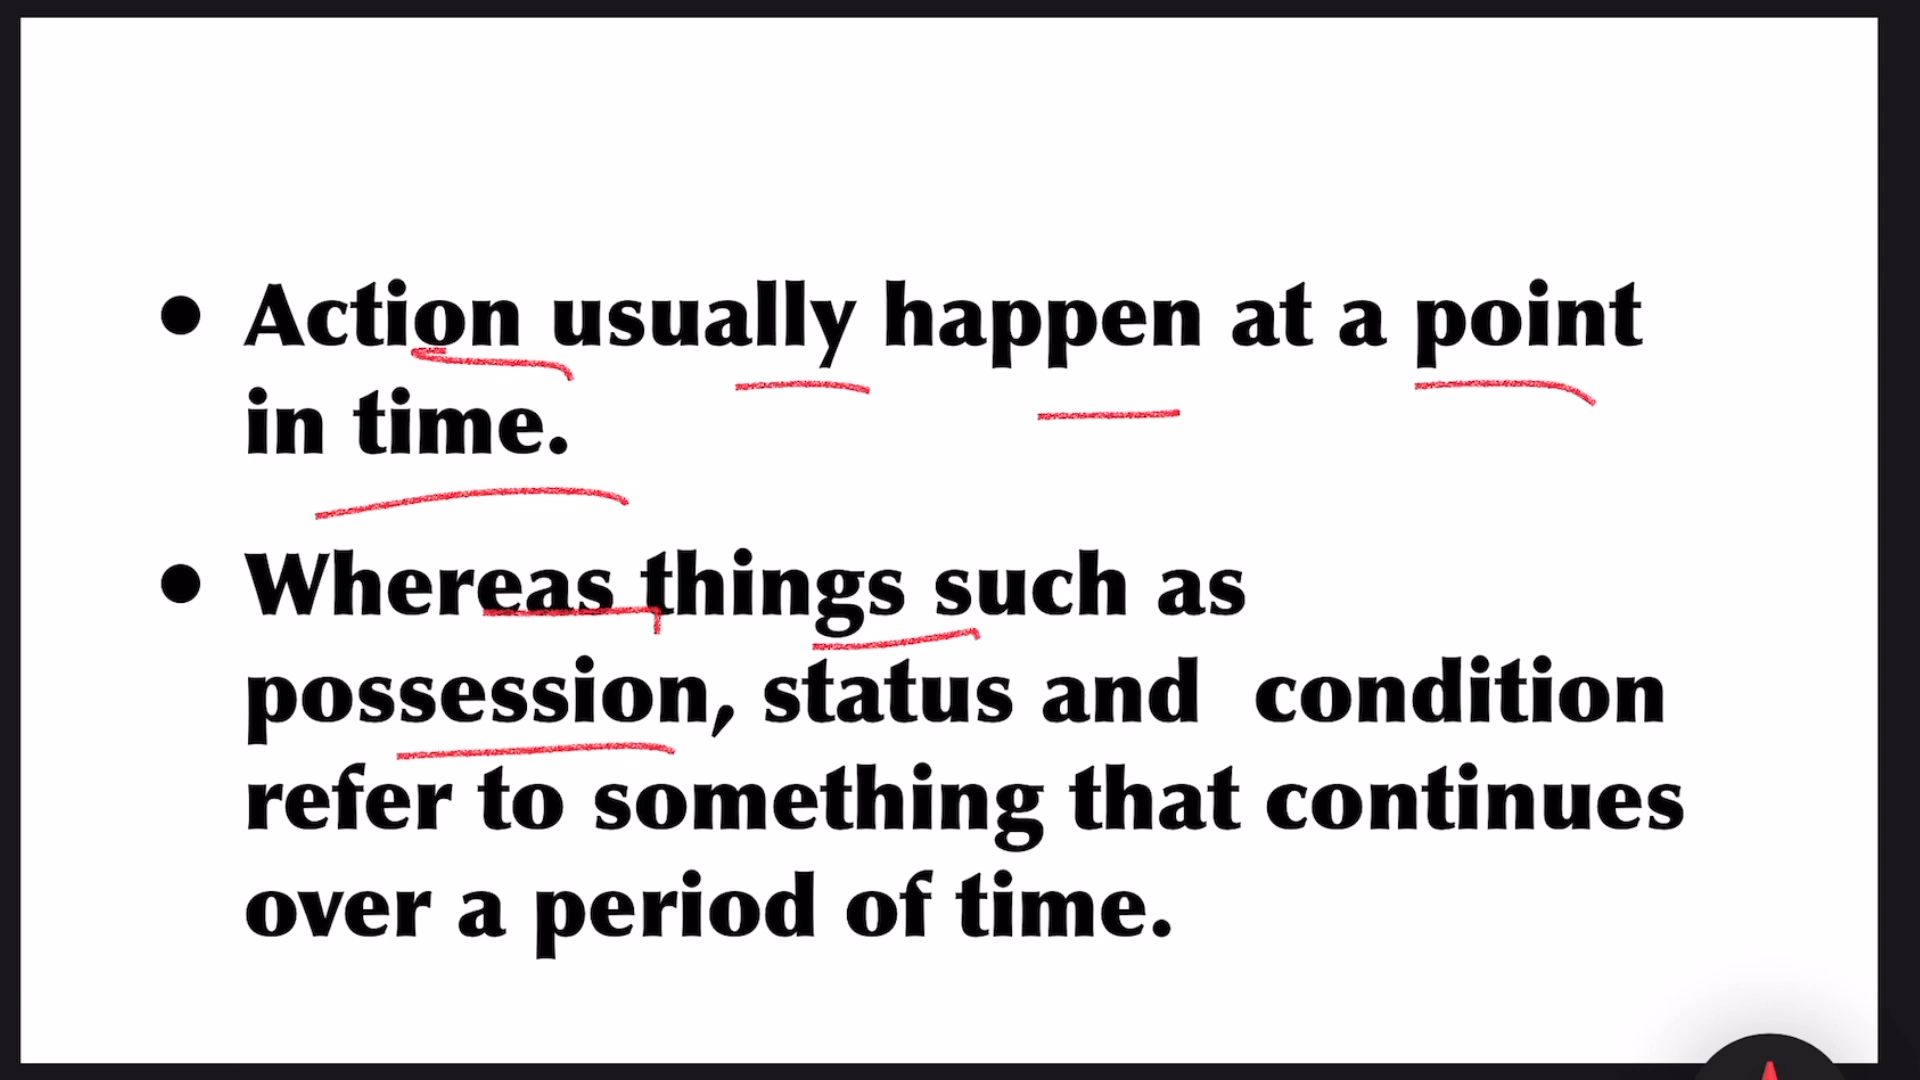 • Action usually happen at a point
in time.
• Whereas things such as
possession, status and  condition
refer to something that continues
over a period of time.